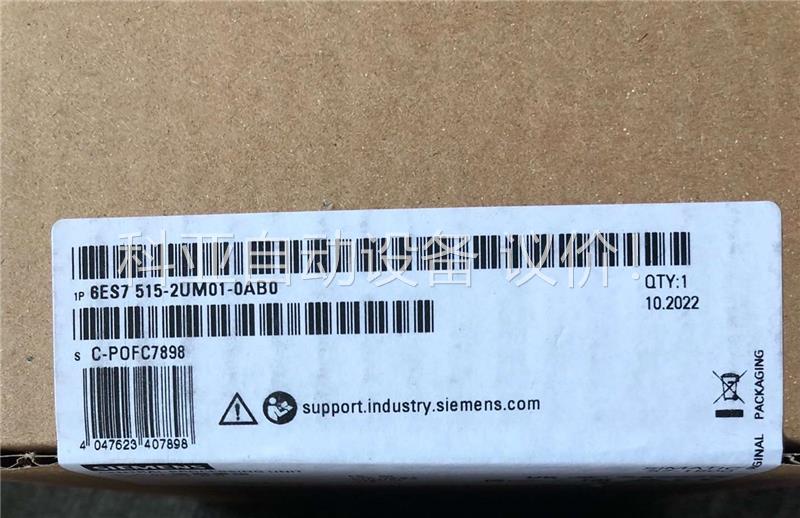 科亚自动设备 议价!
1P 6ES7 515-2UM01-0AB0
QTY:1
10.2022
S C-POFC7898
4 047623 407898
support.industry.siemens.com
ORIGINAL PACKAGING
SIEMENS